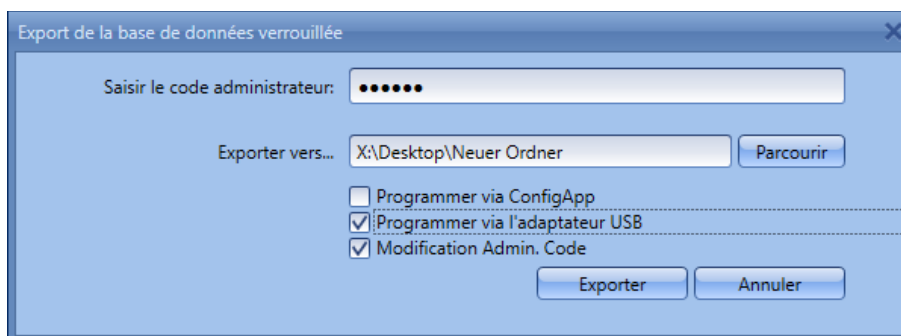 Export de la base de données verrouillée
Saisir le code administrateur: ●●●●●●
Exporter vers... X:\Desktop\Neuer Ordner Parcourir
Programmer via ConfigApp
Programmer via l'adaptateur USB
Modification Admin. Code
Exporter Annuler